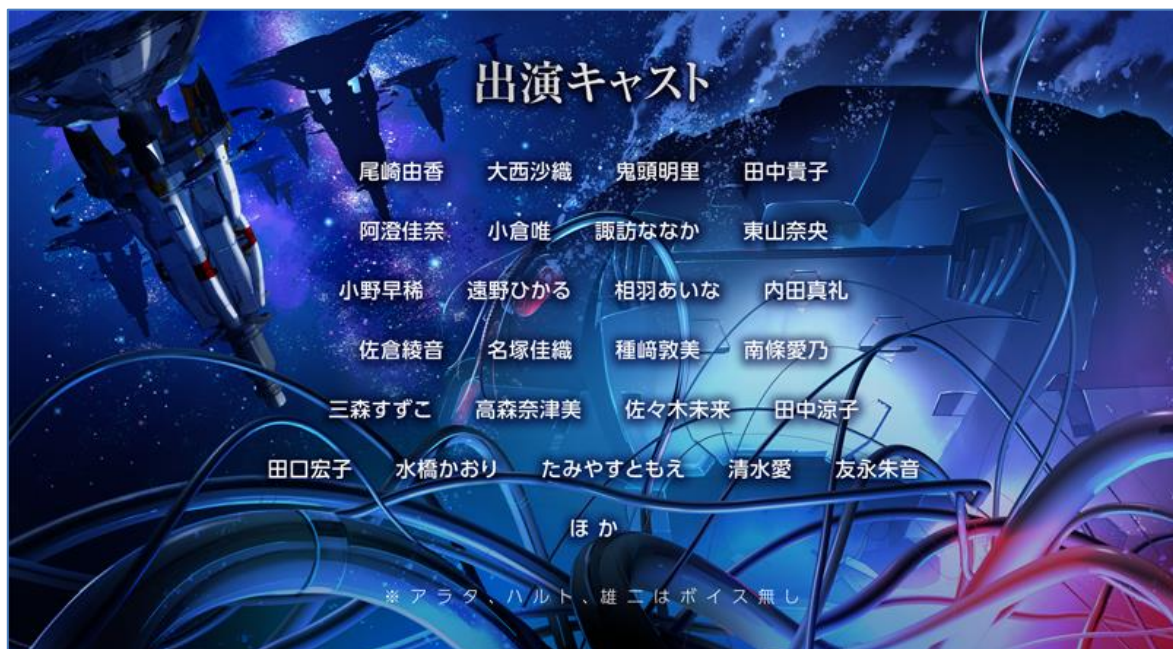 出演キャスト
尾崎由香 大西沙織 鬼頭明里 田中貴子
阿澄佳奈 小倉唯 諏訪ななか 東山奈央
小野早稀 遠野ひかる 相羽あいな 内田真礼
佐倉綾音 名塚佳織 種﨑敦美 南條愛乃
三森すずこ 高森奈津美 佐々木未来 田中涼子
田口宏子 水橋かおり たみやすともえ 清水愛 友永朱音
ほか
※アラタ、ハルト、雄二はボイス無し